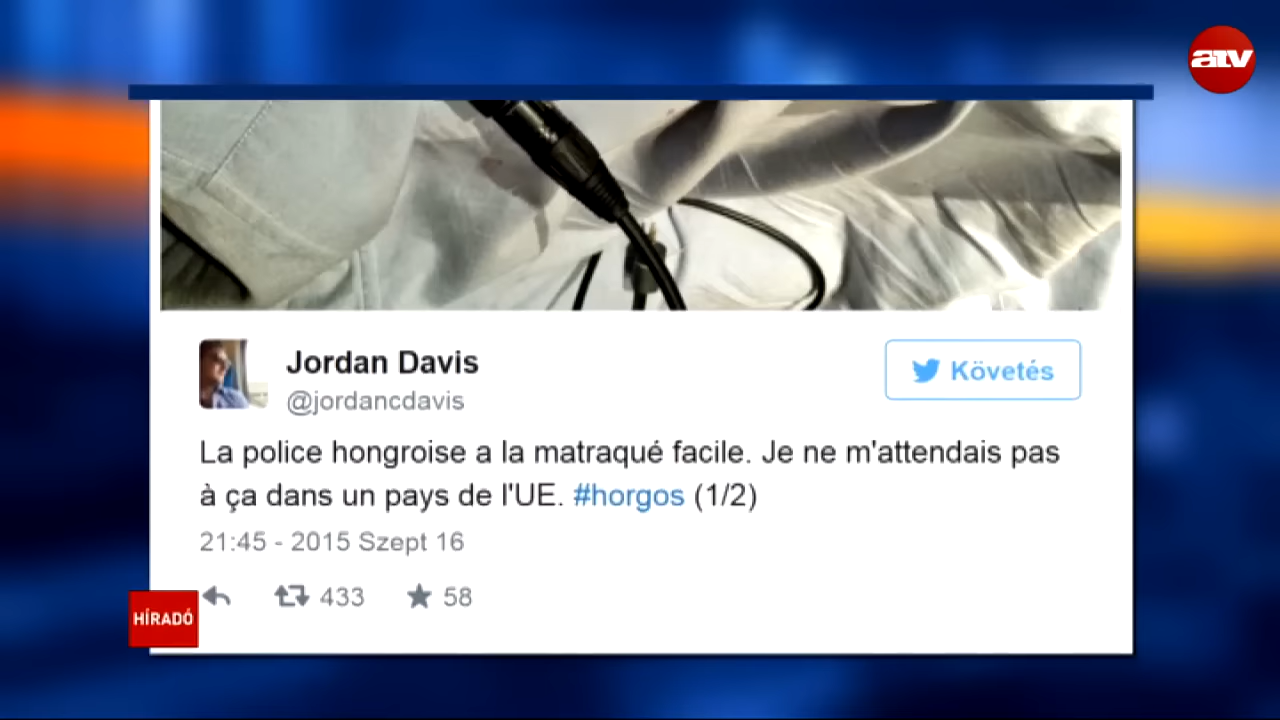 atv
Jordan Davis
@jordancdavis
Követés
La police hongroise a la matraqué facile. Je ne m'attendais pas
à ça dans un pays de l'UE. #horgos (1/2)
21:45 - 2015 Szept 16
433
58
HÍRADÓ